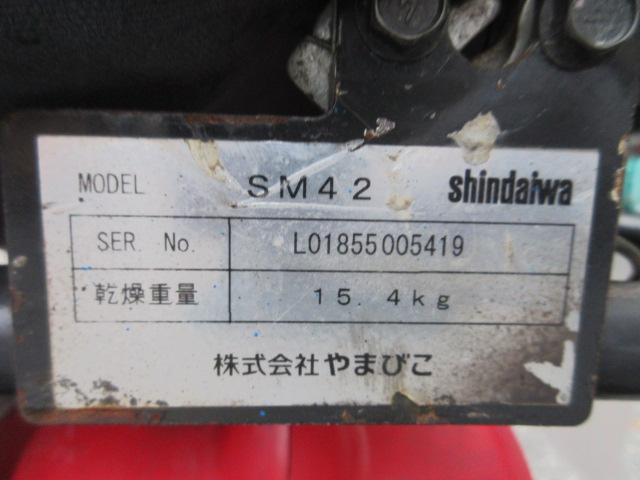 MODEL SM42 shindaiwa
SER. No. L01855005419
乾燥重量 15.4kg
株式会社やまびこ